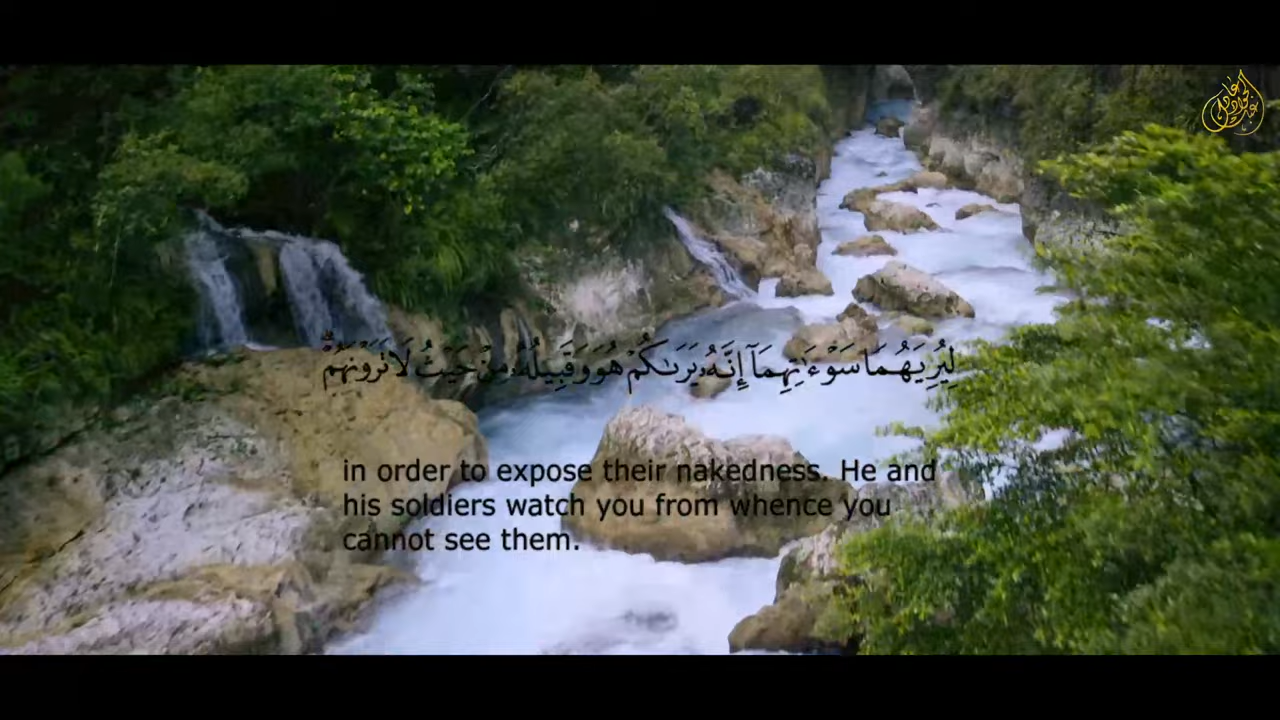 لِيُرِيَهُمَا سَوْءَٰتِهِمَآ إِنَّهُۥ يَرَىٰكُمْ هُوَ وَقَبِيلُهُۥ مِنْ حَيْثُ لَا تَرَوْنَهُمْ ۗ
in order to expose their nakedness. He and
his soldiers watch you from whence you
cannot see them.